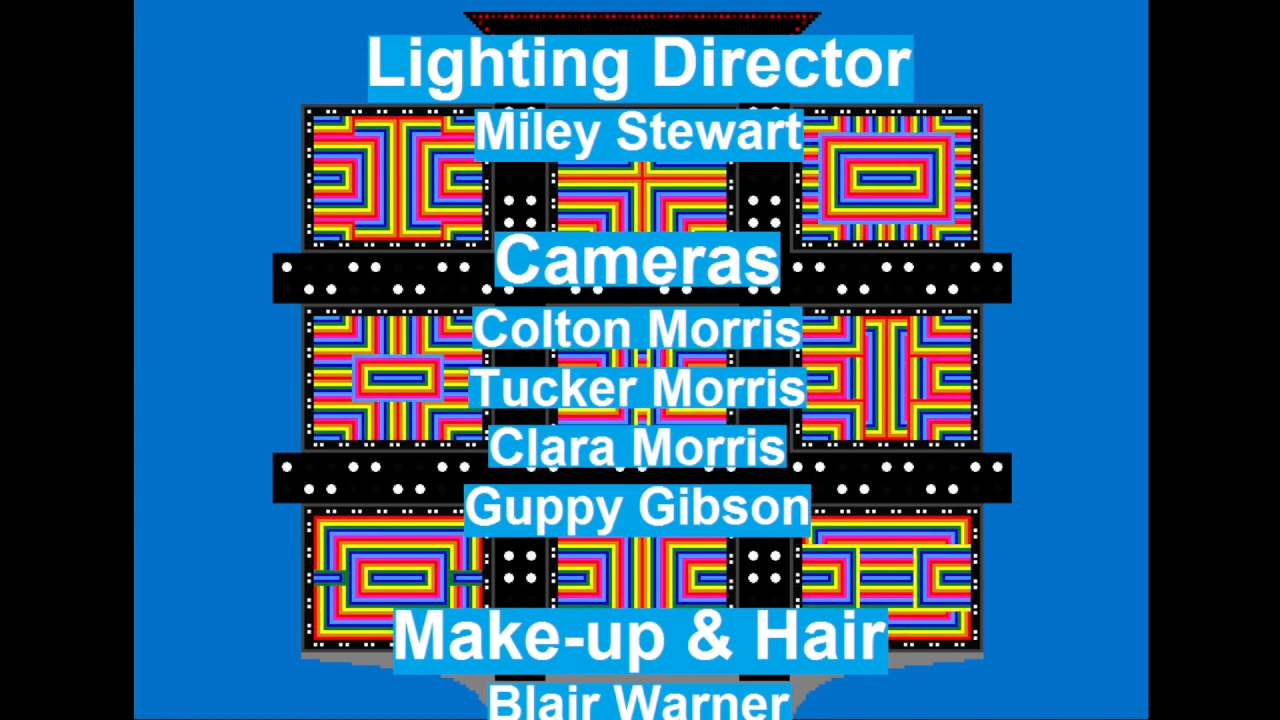 Lighting Director
Miley Stewart
Cameras
Colton Morris
Tucker Morris
Clara Morris
Guppy Gibson
Make-up & Hair
Blair Warner